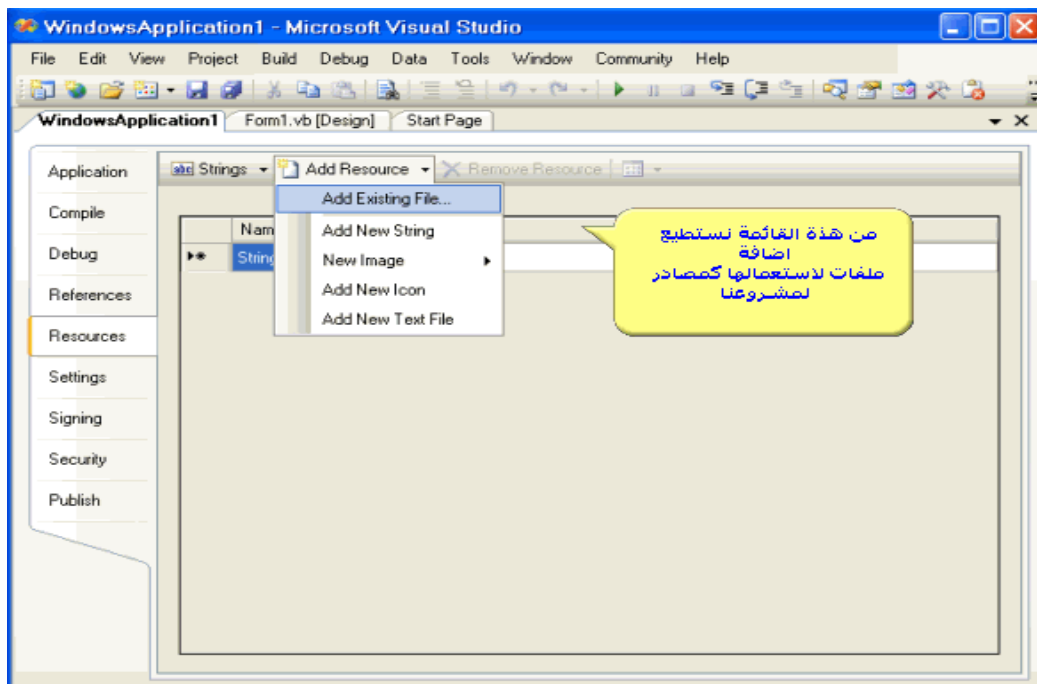 WindowsApplication1 - Microsoft Visual Studio
File Edit View Project Build Debug Data Tools Window Community Help
WindowsApplication1 Form1.vb [Design] Start Page
Application
Compile
Debug
References
Resources
Settings
Signing
Security
Publish
abc Strings Add Resource Remove Resource
Add Existing File...
Add New String
New Image
Add New Icon
Add New Text File
Nam
String
من هذة القائمة نستطيع
اضافة
ملفات لاستعمالها كمصادر
لمشروعنا